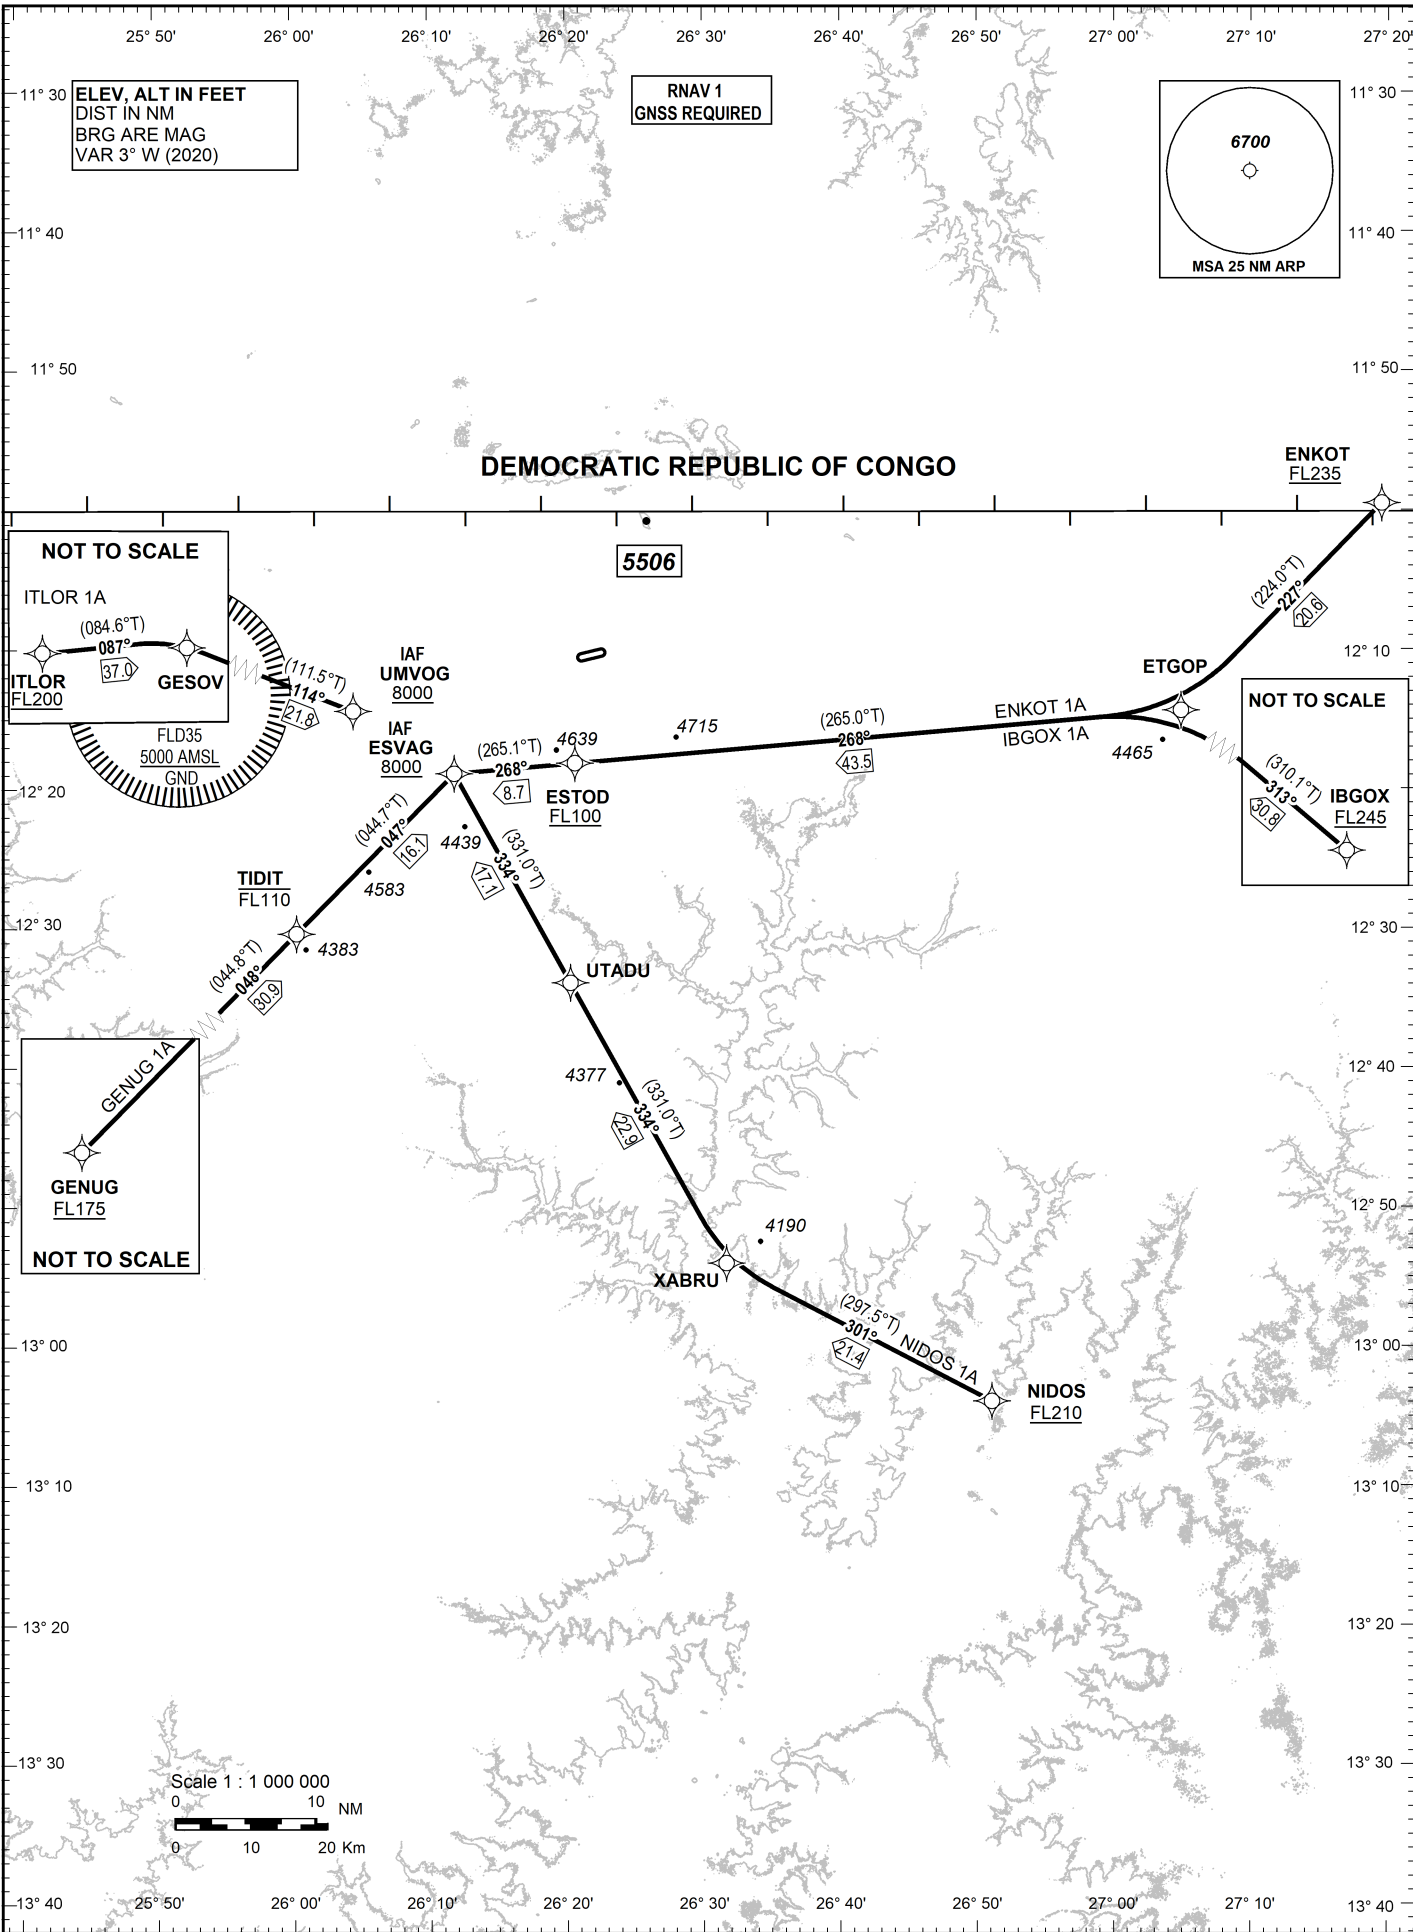 25° 50'
26° 00'
26° 10'
26° 20'
26° 30'
26° 40'
26° 50'
27° 00'
27° 10'
27° 20'
11° 30
ELEV, ALT IN FEET
DIST IN NM
BRG ARE MAG
VAR 3° W (2020)
RNAV 1
GNSS REQUIRED
11° 30
6700
MSA 25 NM ARP
11° 40
11° 40
11° 50
11° 50
DEMOCRATIC REPUBLIC OF CONGO
ENKOT
FL235
5506
NOT TO SCALE
ITLOR 1A
(084.6°T)
087°
37.0
ITLOR
FL200
GESOV
(111.5°T)
114°
21.8
IAF
UMVOG
8000
FLD35
5000 AMSL
GND
IAF
ESVAG
8000
(224.0°T)
227°
20.6
12° 10
ETGOP
NOT TO SCALE
ENKOT 1A
IBGOX 1A
4715
4639
(265.1°T)
268°
8.7
(265.0°T)
268°
43.5
4465
(310.1°T)
313°
30.8
IBGOX
FL245
12° 20
ESTOD
FL100
(044.7°T)
047°
16.1
4439
(331.0°T)
334°
17.1
4583
TIDIT
FL110
12° 30
12° 30
4383
(044.8°T)
048°
30.9
UTADU
GENUG 1A
4377
(331.0°T)
334°
22.9
12° 40
GENUG
FL175
NOT TO SCALE
12° 50
4190
XABRU
(297.5°T)
301°
21.4
NIDOS 1A
13° 00
13° 00
NIDOS
FL210
13° 10
13° 10
13° 20
13° 20
13° 30
13° 30
Scale 1 : 1 000 000
0 10 NM
0 10 20 Km
13° 40
25° 50'
26° 00'
26° 10'
26° 20'
26° 30'
26° 40'
26° 50'
27° 00'
27° 10'
13° 40